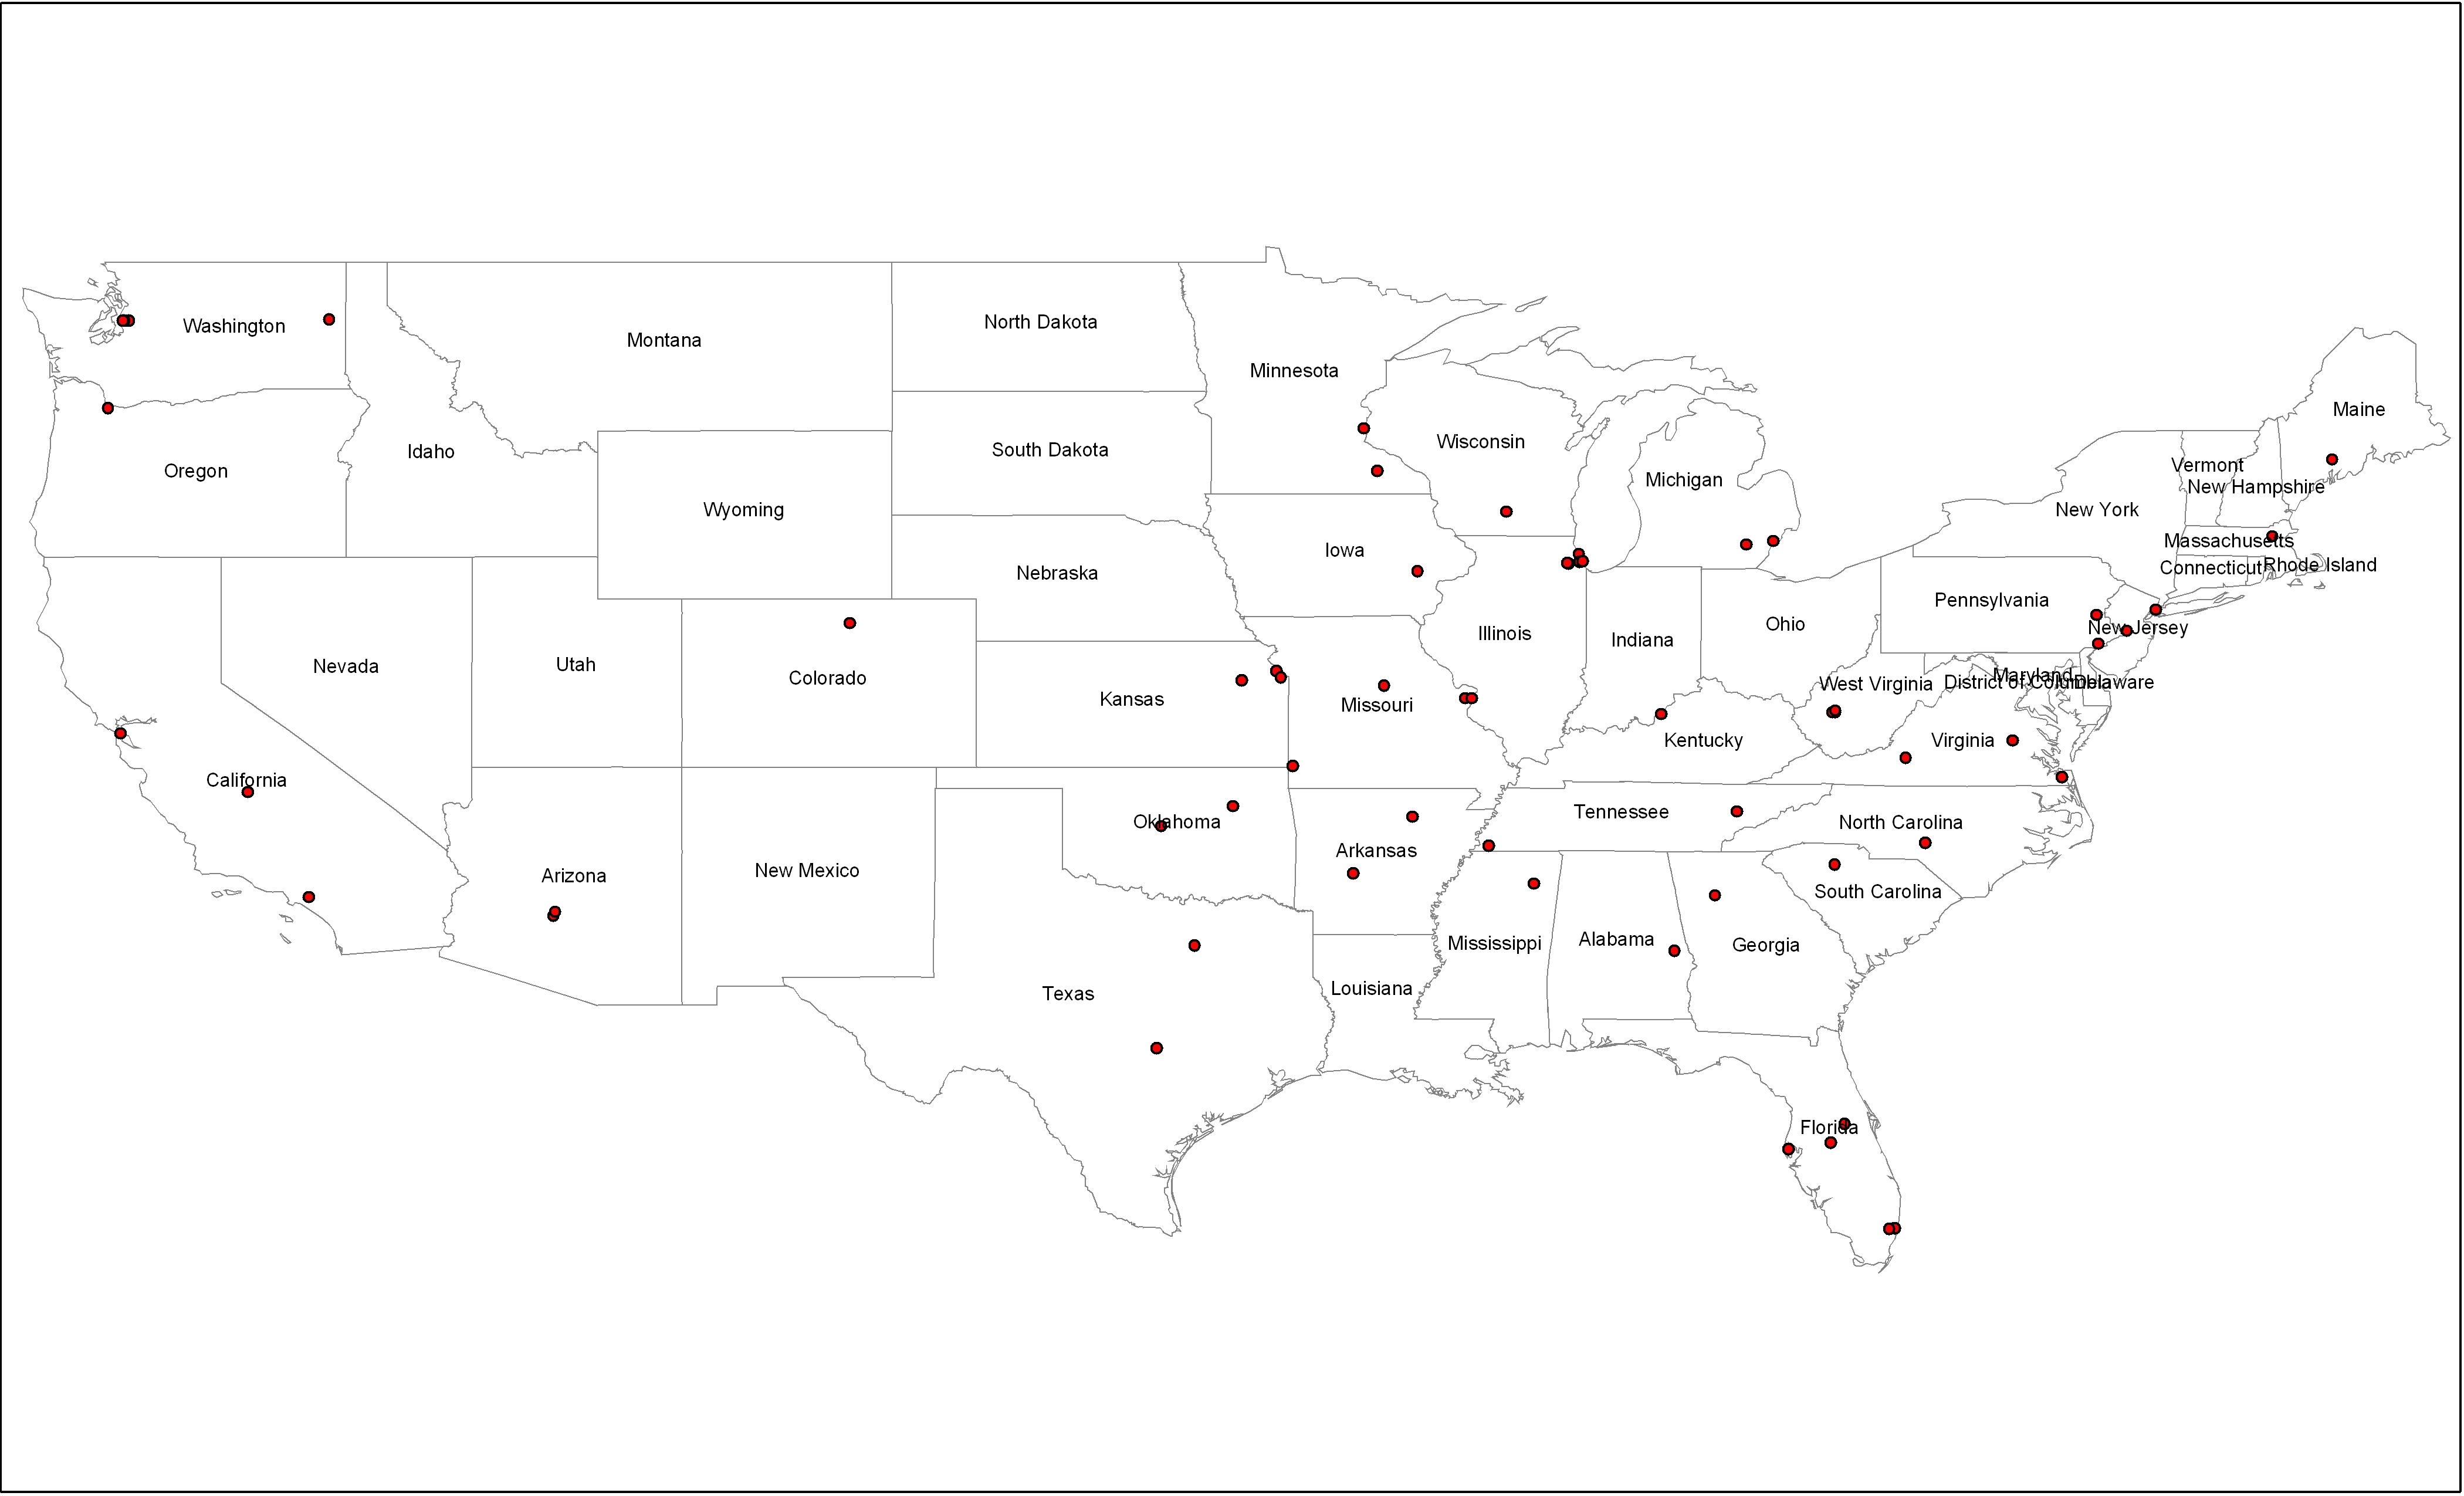 Washington
Montana
North Dakota
Minnesota
Maine
Oregon
Idaho
South Dakota
Wisconsin
Michigan
Vermont
New Hampshire
Wyoming
New York
Iowa
Massachusetts
Nebraska
Connecticut
Rhode Island
Pennsylvania
Nevada
Utah
Colorado
Kansas
Missouri
Illinois
Indiana
Ohio
New Jersey
Maryland
West Virginia
District of Columbia
Delaware
Kentucky
Virginia
California
Oklahoma
Tennessee
North Carolina
Arizona
New Mexico
Arkansas
South Carolina
Texas
Louisiana
Mississippi
Alabama
Georgia
Florida